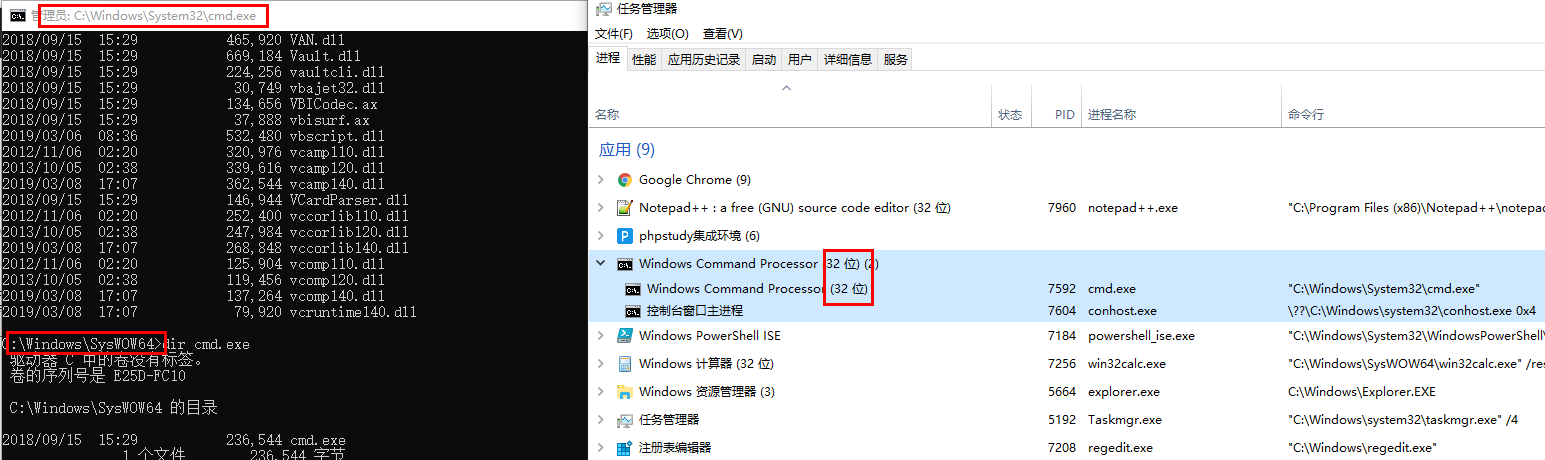 管理员: C:\Windows\System32\cmd.exe
2018/09/15  15:29           465,920 VAN.dll
2018/09/15  15:29           669,184 Vault.dll
2018/09/15  15:29           224,256 vaultcli.dll
2018/09/15  15:29            30,749 vbajet32.dll
2018/09/15  15:29           134,656 VBICodec.ax
2018/09/15  15:29            37,888 vbisurf.ax
2019/03/06  08:36           532,480 vbscript.dll
2012/11/06  02:20           320,976 vcamp110.dll
2013/10/05  02:38           339,616 vcamp120.dll
2019/03/08  17:07           362,544 vcamp140.dll
2018/09/15  15:29           146,944 VCardParser.dll
2012/11/06  02:20           252,400 vccorlib110.dll
2013/10/05  02:38           247,984 vccorlib120.dll
2019/03/08  17:07           268,848 vccorlib140.dll
2012/11/06  02:20           125,904 vcomp110.dll
2013/10/05  02:38           119,456 vcomp120.dll
2019/03/08  17:07           137,264 vcomp140.dll
2019/03/08  17:07            79,920 vcruntime140.dll
C:\Windows\SysWOW64>dir cmd.exe
驱动器 C 中的卷没有标签。
卷的序列号是 E25D-FC10
C:\Windows\SysWOW64 的目录
2018/09/15  15:29           236,544 cmd.exe
1 个文件        236,544 字节
任务管理器
文件(F) 选项(O) 查看(V)
进程 性能 应用历史记录 启动 用户 详细信息 服务
名称 状态 PID 进程名称 命令行
应用 (9)
Google Chrome (9)
Notepad++ : a free (GNU) source code editor (32 位) 7960 notepad++.exe "C:\Program Files (x86)\Notepad++\notepad
phpstudy集成环境 (6)
Windows Command Processor (32 位) (2)
Windows Command Processor (32 位) 7592 cmd.exe "C:\Windows\System32\cmd.exe"
控制台窗口主进程 7604 conhost.exe \??\C:\Windows\system32\conhost.exe 0x4
Windows PowerShell ISE 7184 powershell_ise.exe "C:\Windows\System32\WindowsPowerShell\
Windows 计算器 (32 位) 7256 win32calc.exe "C:\Windows\SysWOW64\win32calc.exe" /res
Windows 资源管理器 (3) 5664 explorer.exe C:\Windows\Explorer.EXE
任务管理器 5192 Taskmgr.exe "C:\Windows\system32\taskmgr.exe" /4
注册表编辑器 7208 regedit.exe "C:\Windows\regedit.exe"